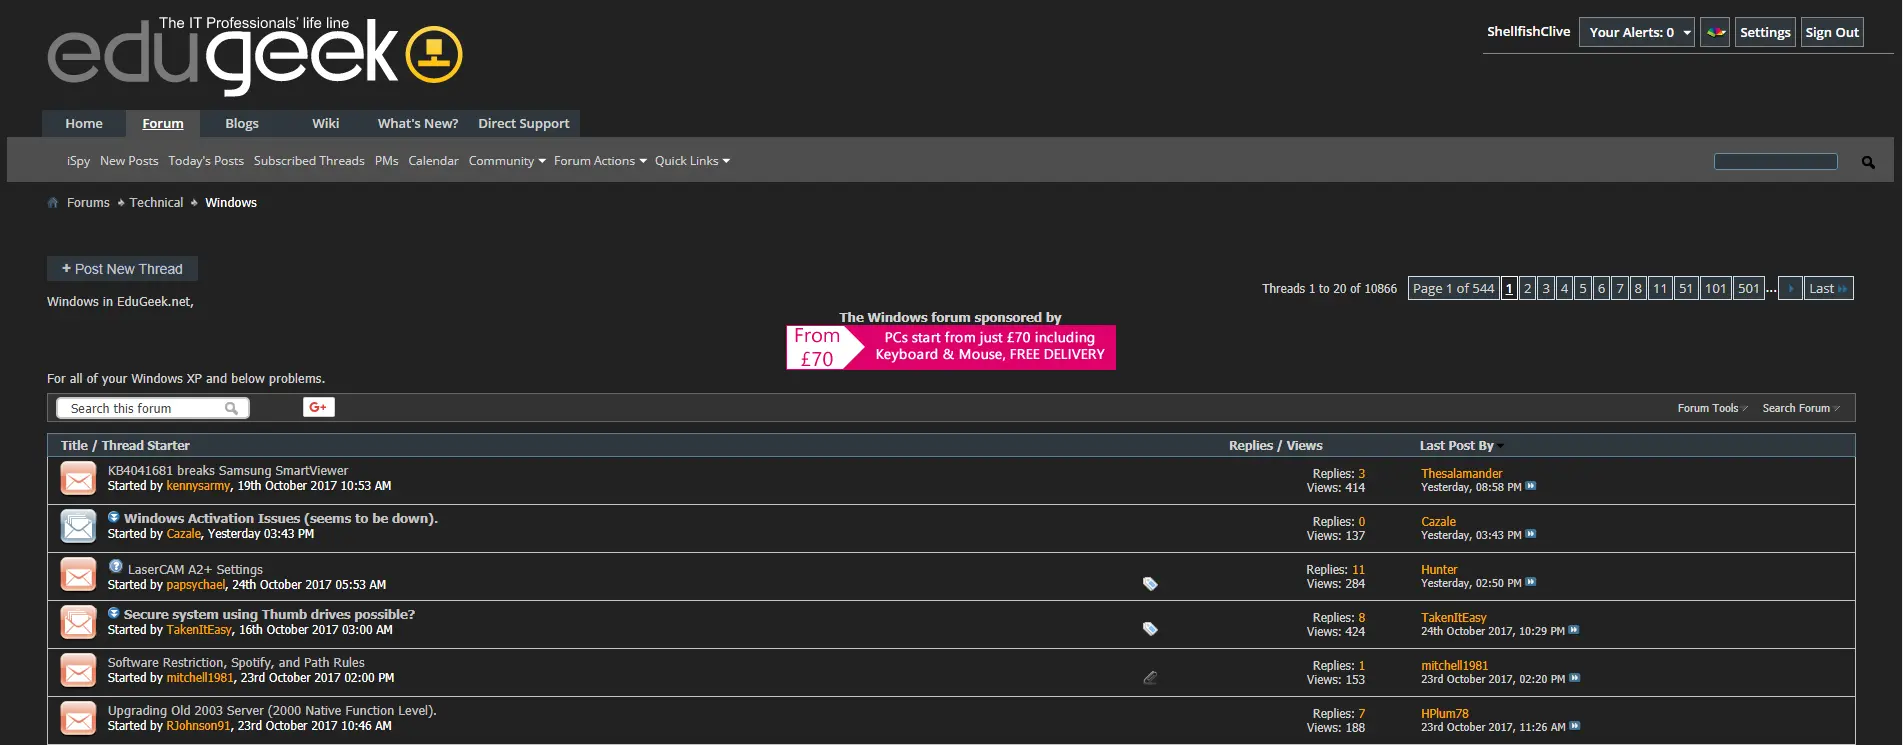 The IT Professionals' life line
edugeek
ShellfishClive Your Alerts: 0 Settings Sign Out
Home Forum Blogs Wiki What's New? Direct Support
iSpy New Posts Today's Posts Subscribed Threads PMs Calendar Community Forum Actions Quick Links
Forums Technical Windows
+ Post New Thread
Threads 1 to 20 of 10866 Page 1 of 544 1 2 3 4 5 6 7 8 11 51 101 501 ... Last
Windows in EduGeek.net,
The Windows forum sponsored by
From £70
PCs start from just £70 including
Keyboard & Mouse, FREE DELIVERY
For all of your Windows XP and below problems.
Search this forum G+ Forum Tools Search Forum
Title / Thread Starter Replies / Views Last Post By
KB4041681 breaks Samsung SmartViewer
Started by kennysarmy, 19th October 2017 10:53 AM
Replies: 3
Views: 414
Thesalamander
Yesterday, 08:58 PM
Windows Activation Issues (seems to be down).
Started by Cazale, Yesterday 03:43 PM
Replies: 0
Views: 137
Cazale
Yesterday, 03:43 PM
LaserCAM A2+ Settings
Started by papsychael, 24th October 2017 05:53 AM
Replies: 11
Views: 284
Hunter
Yesterday, 02:50 PM
Secure system using Thumb drives possible?
Started by TakenItEasy, 16th October 2017 03:00 AM
Replies: 8
Views: 424
TakenItEasy
24th October 2017, 10:29 PM
Software Restriction, Spotify, and Path Rules
Started by mitchell1981, 23rd October 2017 02:00 PM
Replies: 1
Views: 153
mitchell1981
23rd October 2017, 02:20 PM
Upgrading Old 2003 Server (2000 Native Function Level).
Started by RJohnson91, 23rd October 2017 10:46 AM
Replies: 7
Views: 188
HPlum78
23rd October 2017, 11:26 AM